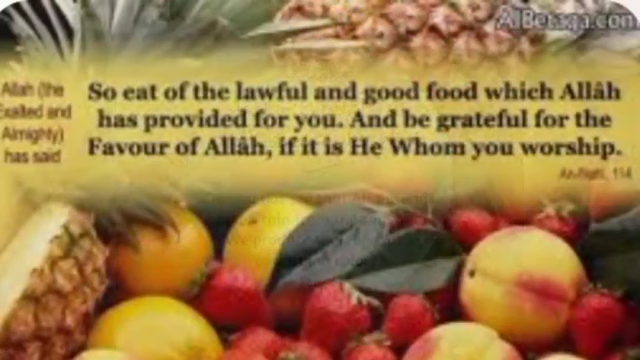 AlBeraqa.com
Allah (the
Exalted and
Almighty)
has said
So eat of the lawful and good food which Allâh
has provided for you. And be grateful for the
Favour of Allâh, if it is He Whom you worship.
An-Nahl, 114